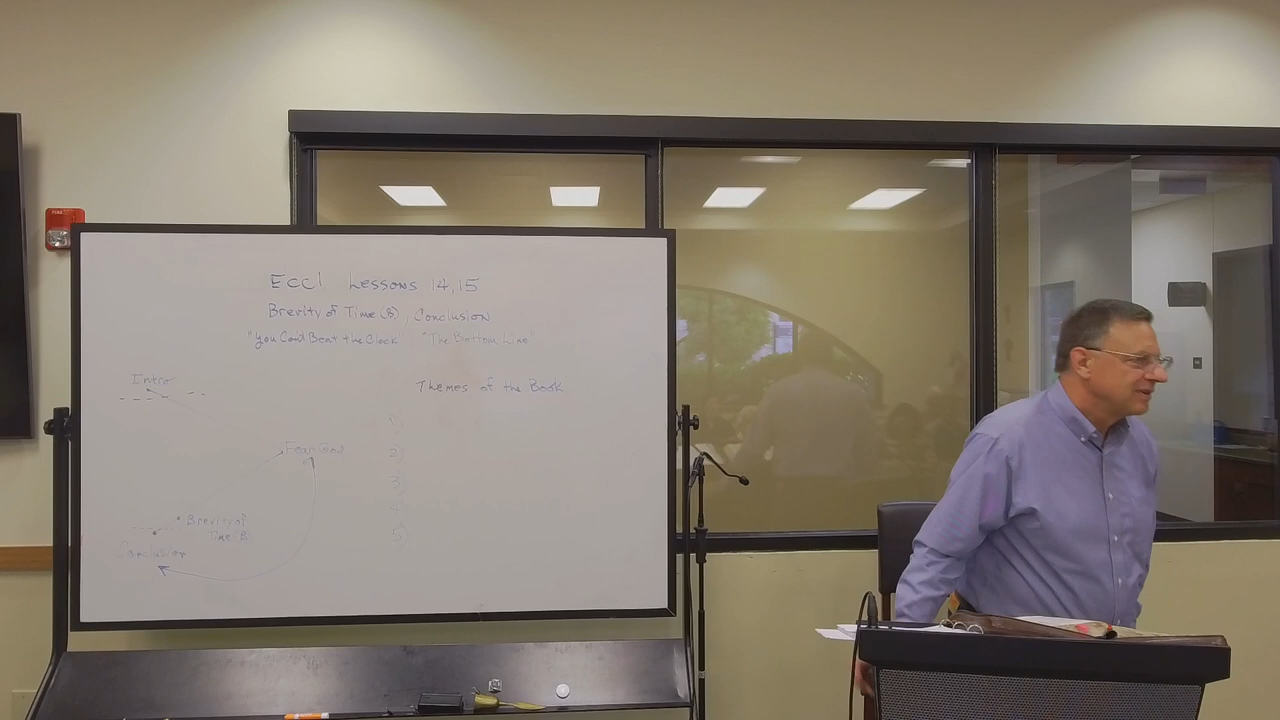 Eccl Lessons 14,15
Brevity of Time (B), Conclusion
"You Can't Beat the Clock" "The Bottom Line"
Intro
Themes of the Book
1)
Fear God
2)
3)
4)
Brevity of
Time (B)
5)
Conclusion